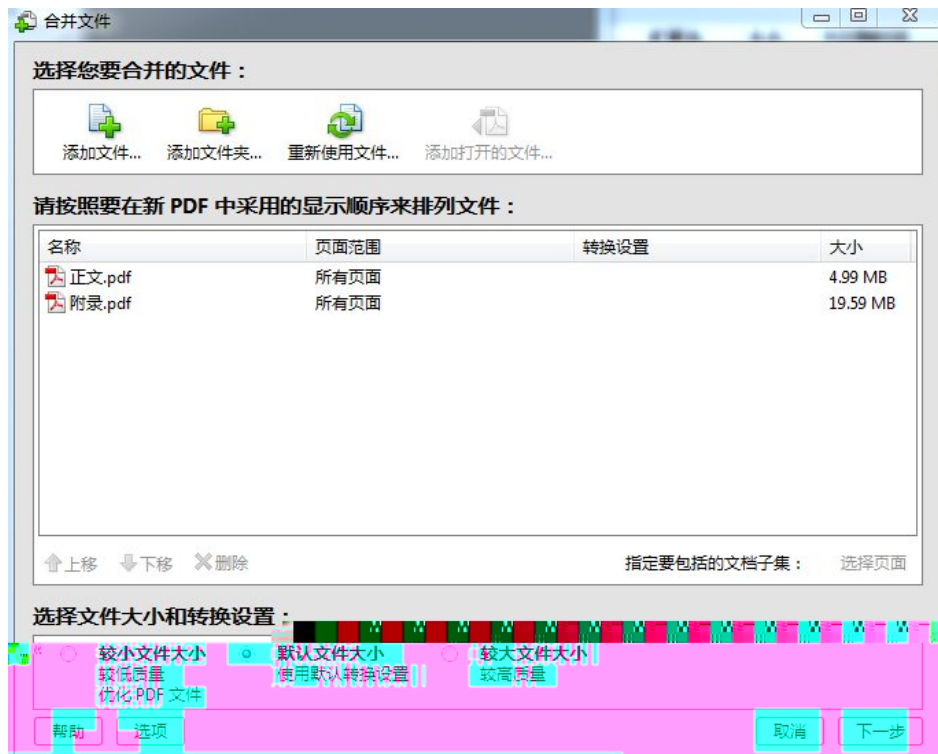 合并文件
选择您要合并的文件：
添加文件... 添加文件夹... 重新使用文件... 添加打开的文件...
请按照要在新 PDF 中采用的显示顺序来排列文件：
名称 页面范围 转换设置 大小
正文.pdf 所有页面 4.99 MB
附录.pdf 所有页面 19.59 MB
上移 下移 删除 指定要包括的文档子集： 选择页面
选择文件大小和转换设置：
较小文件大小 默认文件大小 较大文件大小
较低质量 使用默认转换设置 较高质量
优化 PDF 文件
帮助 选项 取消 下一步